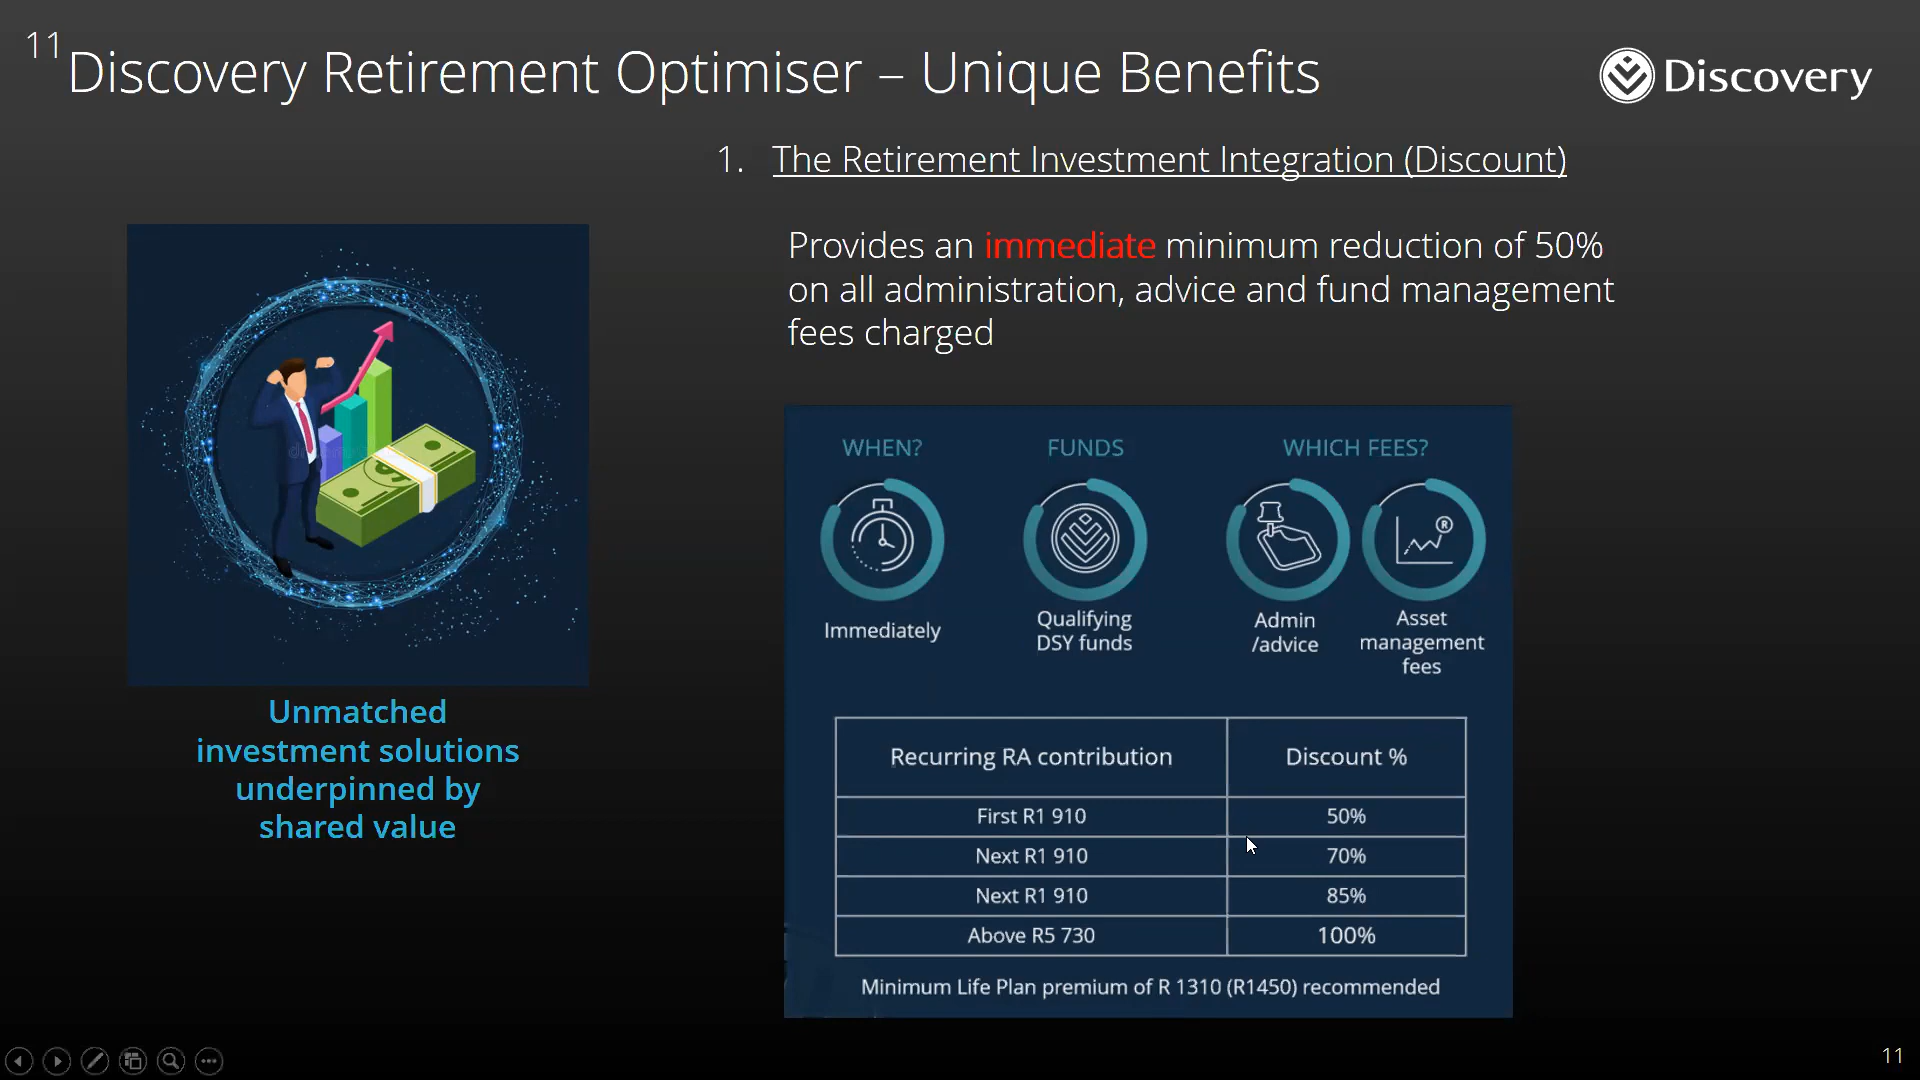 11
Discovery Retirement Optimiser – Unique Benefits
Discovery
1. The Retirement Investment Integration (Discount)
Provides an immediate minimum reduction of 50%
on all administration, advice and fund management
fees charged
Unmatched
investment solutions
underpinned by
shared value
WHEN?
FUNDS
WHICH FEES?
Immediately
Qualifying
DSY funds
Admin
/advice
Asset
management
fees
Recurring RA contribution
Discount %
First R1 910
50%
Next R1 910
70%
Next R1 910
85%
Above R5 730
100%
Minimum Life Plan premium of R 1310 (R1450) recommended
11